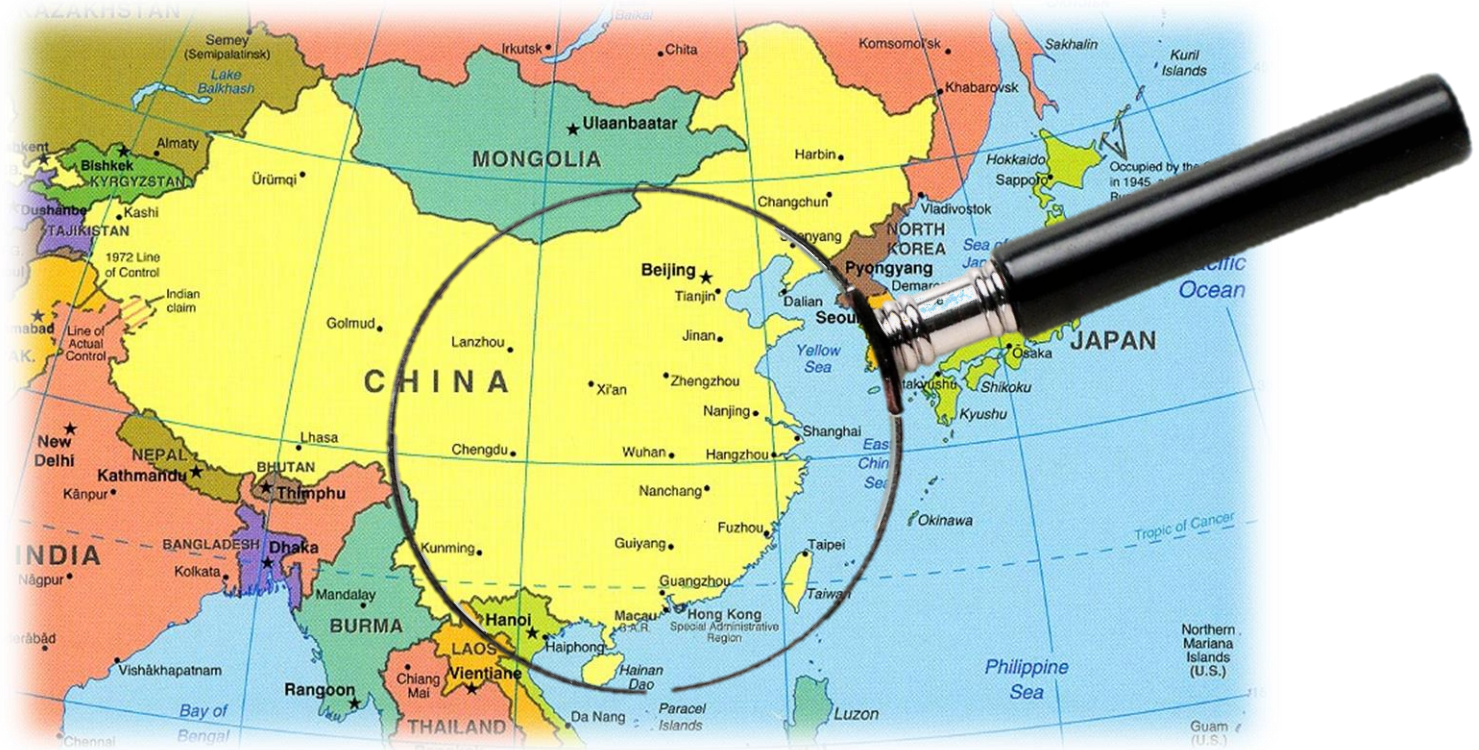 KAZAKHSTAN
Semey
(Semipalatinsk)
Lake
Balkhash
Irkutsk
Baikal
Chita
Komsomol'sk
Sakhalin
Kuril
Islands
Khabarovsk
Ulaanbaatar
MONGOLIA
Almaty
Bishkek
KYRGYZSTAN
Ürümqi
Harbin
Hokkaido
Sapporo
Occupied by the
in 1945,
Changchun
Vladivostok
Dushanbe
Kashi
TAJIKISTAN
NORTH
KOREA
Sea of
1972 Line
of Control
Beijing
Pyongyang
Tianjin
Dalian
Ocean
Indian
claim
Line of
Actual
Control
Golmud
Seoul
Jinan
Lanzhou
Yellow
Sea
JAPAN
Ōsaka
CHINA
Xi'an
Zhengzhou
Shikoku
Kyushu
Nanjing
New
Delhi
Lhasa
Shanghai
NEPAL
Kathmandu
BHUTAN
Thimphu
Chengdu
Wuhan
Hangzhou
East
China
Sea
Kānpur
Nanchang
Okinawa
Fuzhou
Tropic of Cancer
INDIA
BANGLADESH
Dhaka
Kunming
Guiyang
Taipei
Nāgpur
Kolkata
Guangzhou
Taiwan
Mandalay
BURMA
Macau
S.A.R.
Hong Kong
Special Administrative
Region
Hanoi
Haiphong
LAOS
Vientiane
Hainan
Dao
Northern
Mariana
Islands
(U.S.)
Vishākhapatnam
Chiang
Mai
Philippine
Sea
Rangoon
Bay of
Bengal
THAILAND
Da Nang
Paracel
Islands
Luzon
Guam
(U.S.)
Chennai